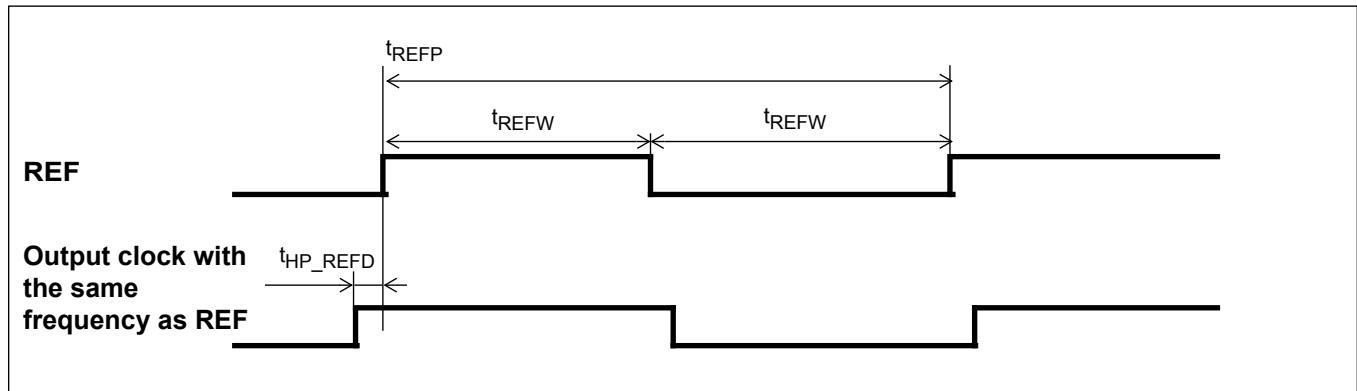 tREFP
tREFW
tREFW
REF
Output clock with
the same
frequency as REF
tHP_REFD